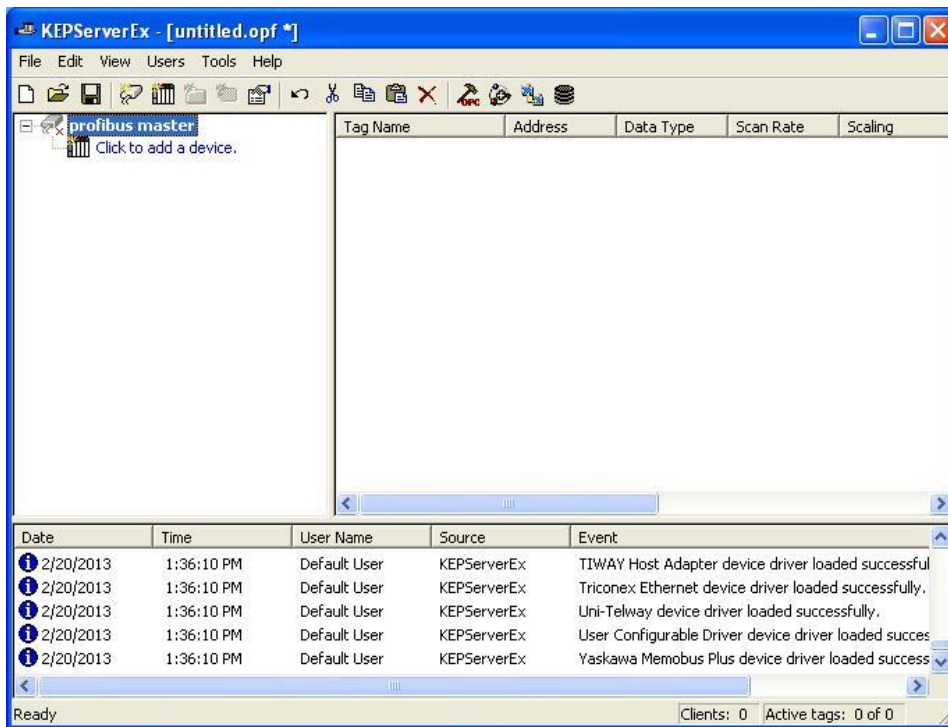 KEPServerEx - [untitled.opf *]
File Edit View Users Tools Help
OPC
profibus master
Click to add a device.
Tag Name Address Data Type Scan Rate Scaling
Date Time User Name Source Event
2/20/2013 1:36:10 PM Default User KEPServerEx TIWAY Host Adapter device driver loaded successful
2/20/2013 1:36:10 PM Default User KEPServerEx Triconex Ethernet device driver loaded successfully.
2/20/2013 1:36:10 PM Default User KEPServerEx Uni-Telway device driver loaded successfully.
2/20/2013 1:36:10 PM Default User KEPServerEx User Configurable Driver device driver loaded succes
2/20/2013 1:36:10 PM Default User KEPServerEx Yaskawa Memobus Plus device driver loaded success
Ready Clients: 0 Active tags: 0 of 0